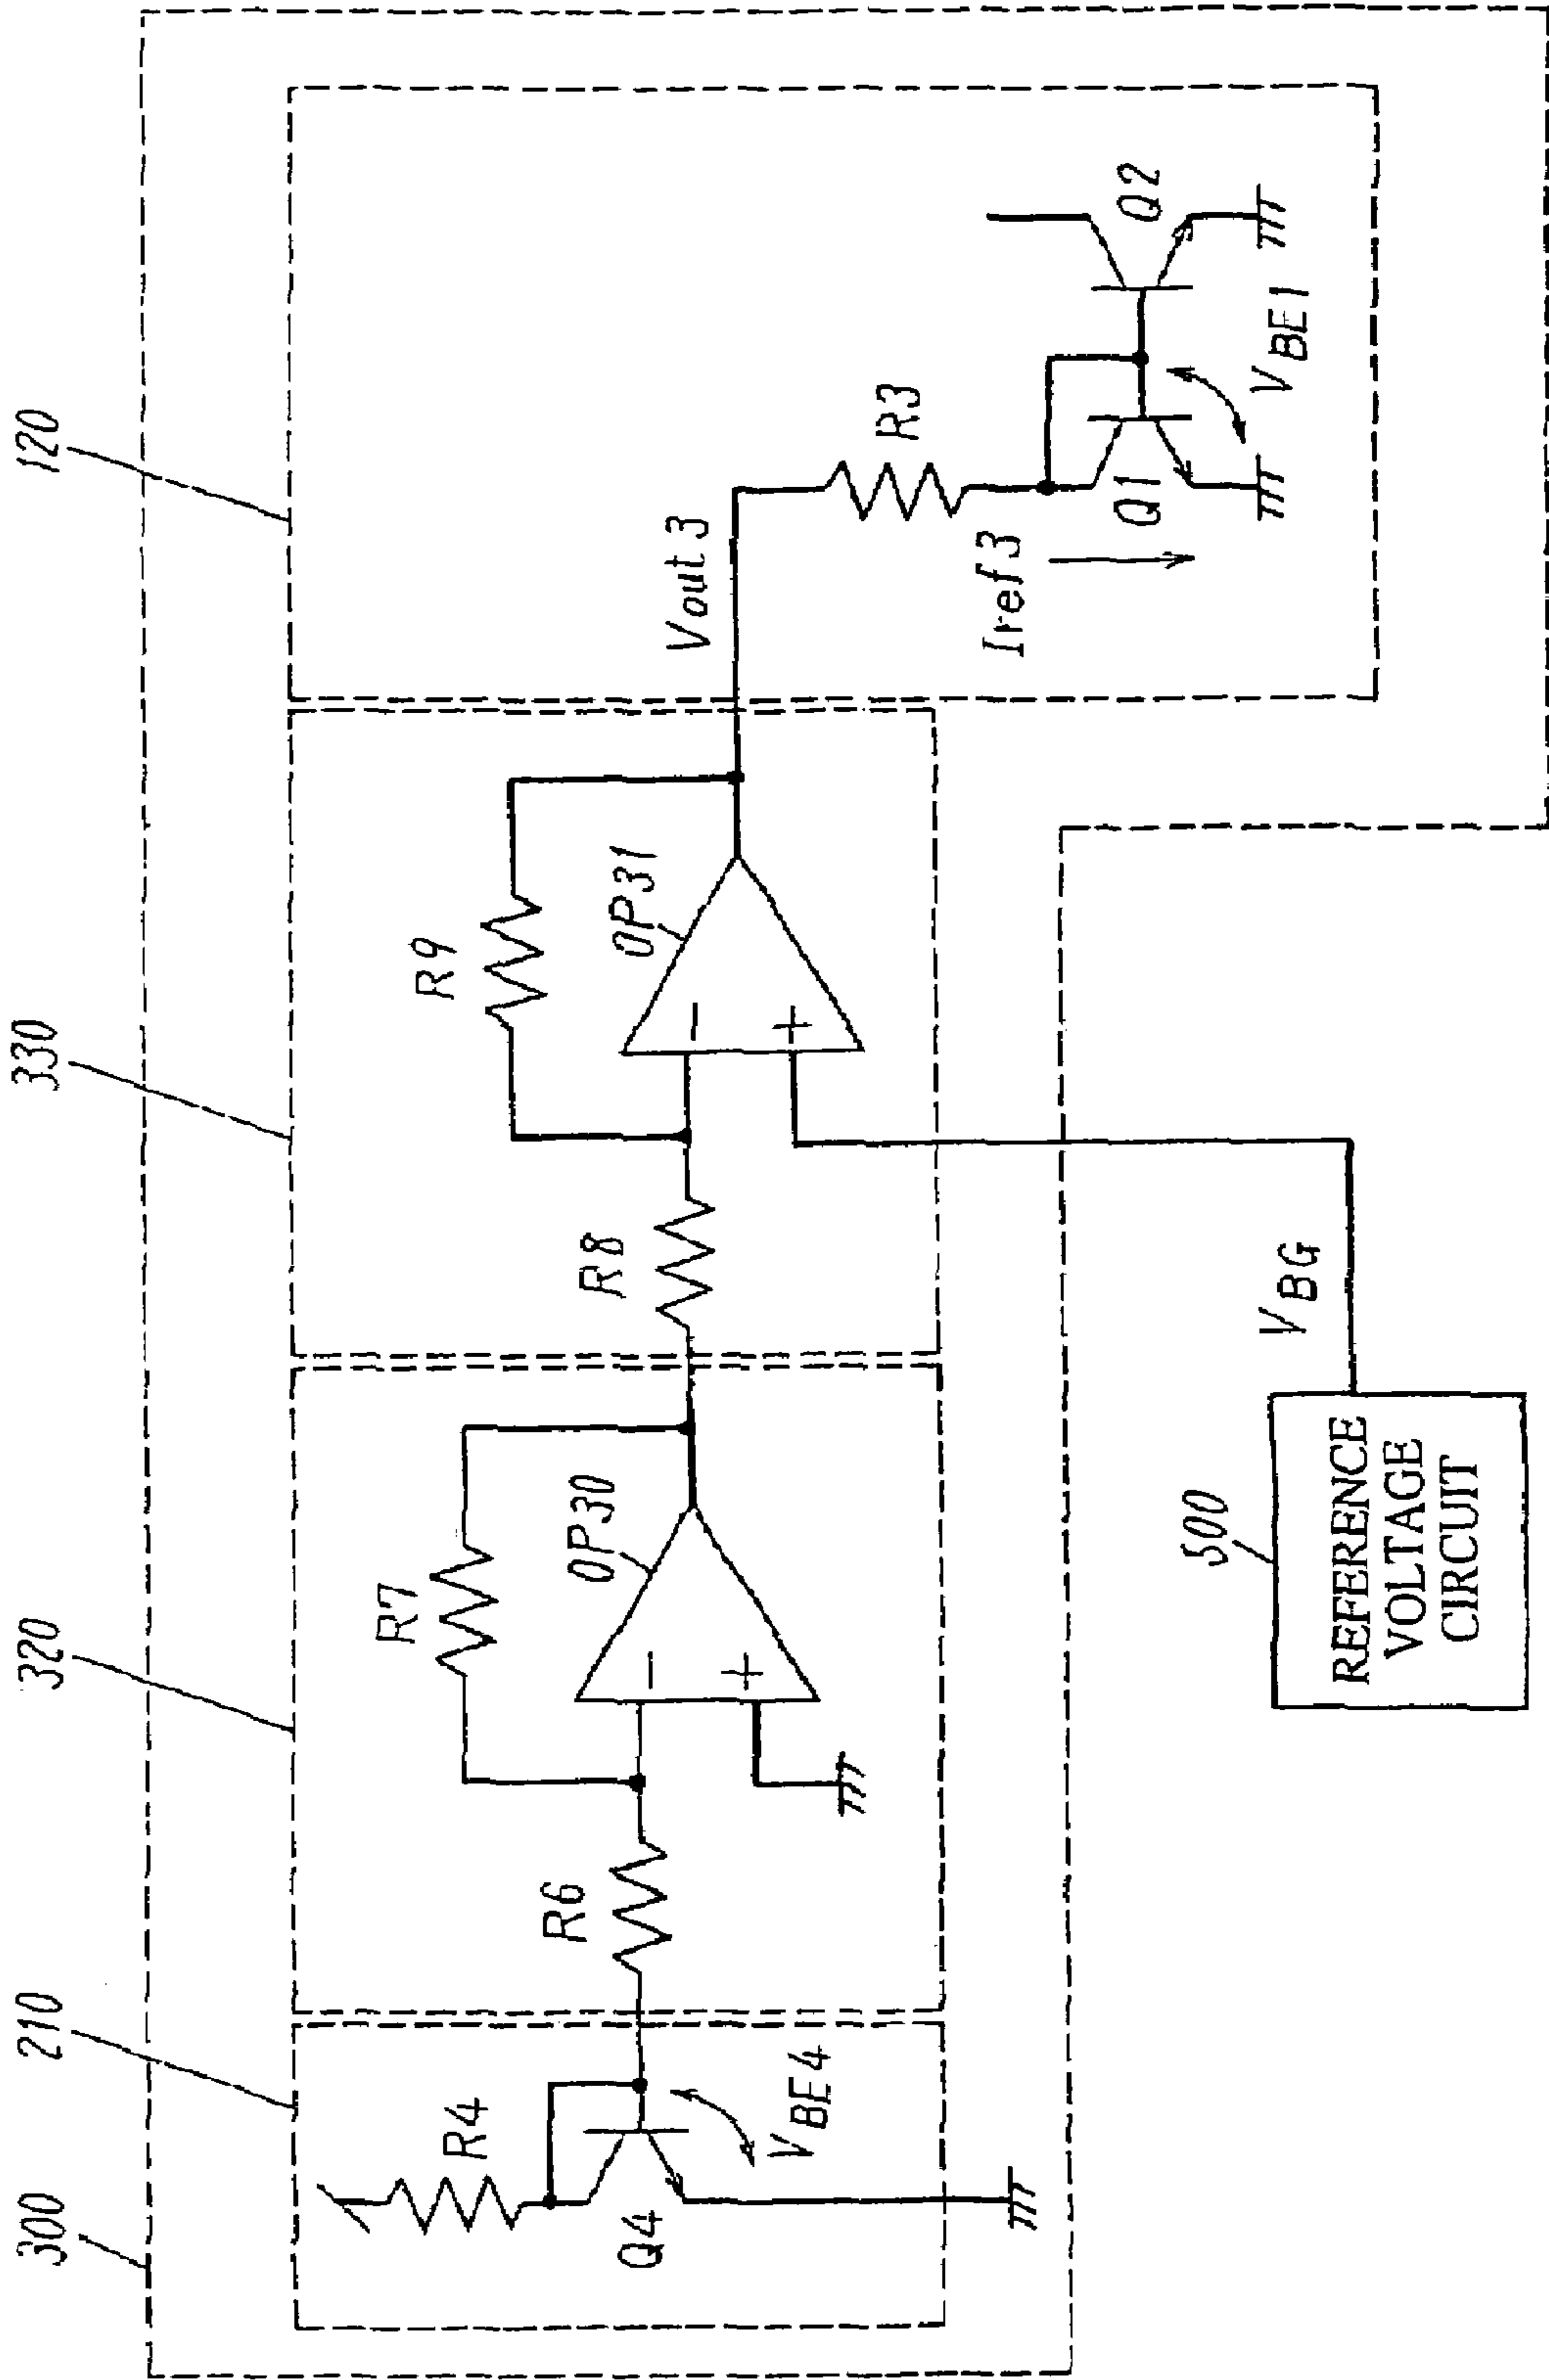 300
210
320
330
120
R4
Q4
VBE4
R6
R7
OP30
R8
R9
OP31
Vout3
R3
Iref3
Q1
Q2
VBE1
500
REFERENCE
VOLTAGE
CIRCUIT
VBG
−
+
−
+